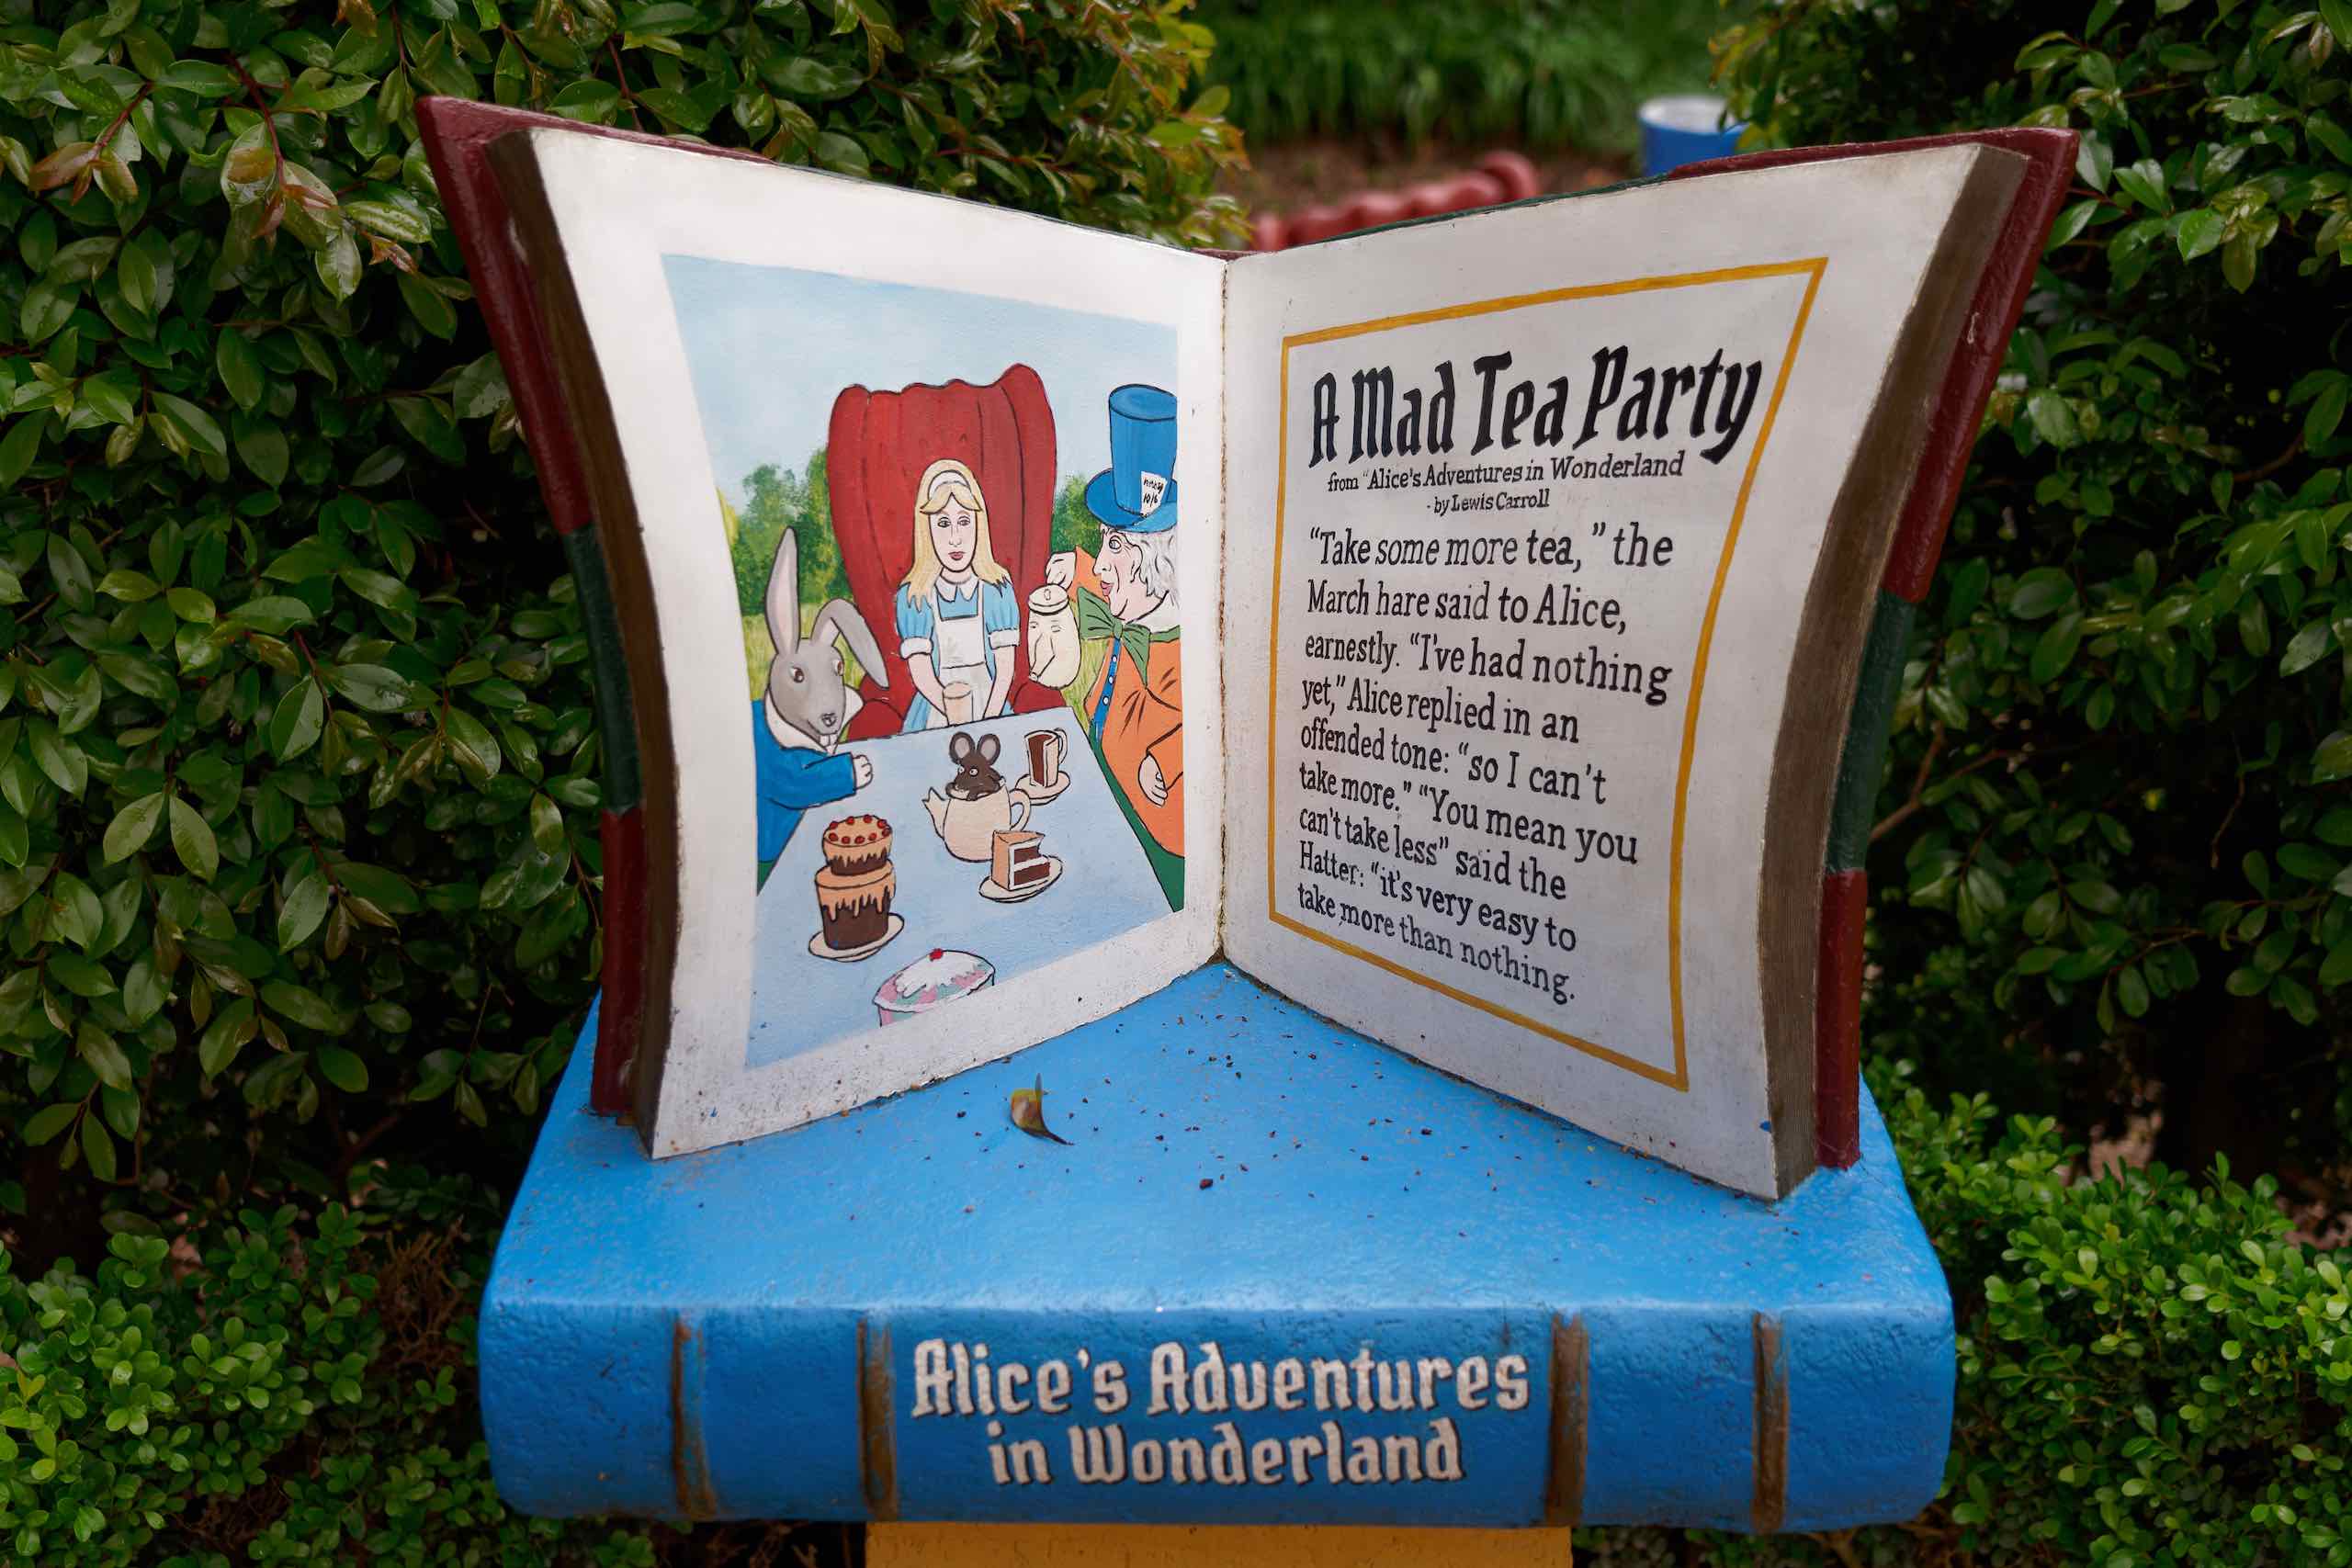 10/6
A Mad Tea Party
from "Alice's Adventures in Wonderland
- by Lewis Carroll
"Take some more tea, " the
March hare said to Alice,
earnestly. "I've had nothing
yet," Alice replied in an
offended tone: "so I can't
take more." "You mean you
can't take less" said the
Hatter: "it's very easy to
take more than nothing.
Alice's Adventures
in Wonderland